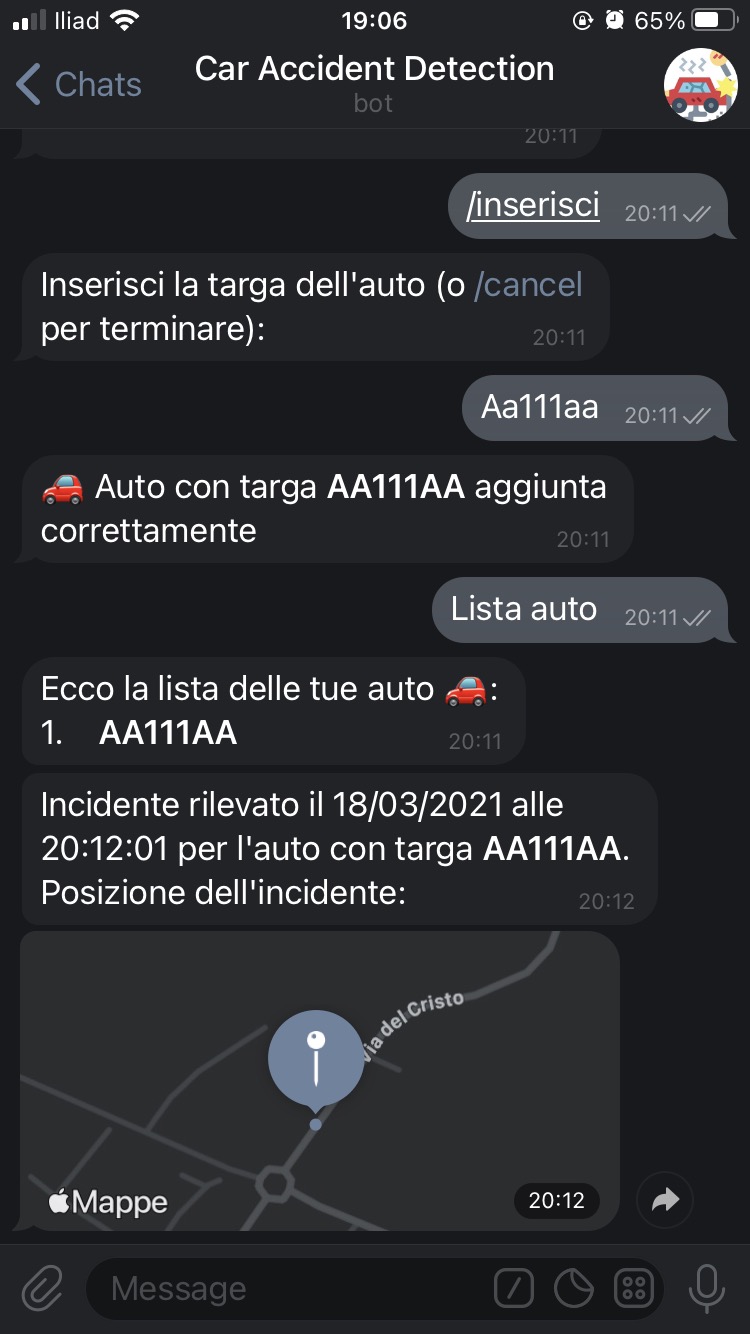 Iliad 19:06 65%
Chats Car Accident Detection
bot
20:11
/inserisci 20:11
Inserisci la targa dell'auto (o /cancel
per terminare): 20:11
Aa111aa 20:11
Auto con targa AA111AA aggiunta
correttamente 20:11
Lista auto 20:11
Ecco la lista delle tue auto :
1. AA111AA 20:11
Incidente rilevato il 18/03/2021 alle
20:12:01 per l'auto con targa AA111AA.
Posizione dell'incidente: 20:12
Via del Cristo
Mappe 20:12
Message